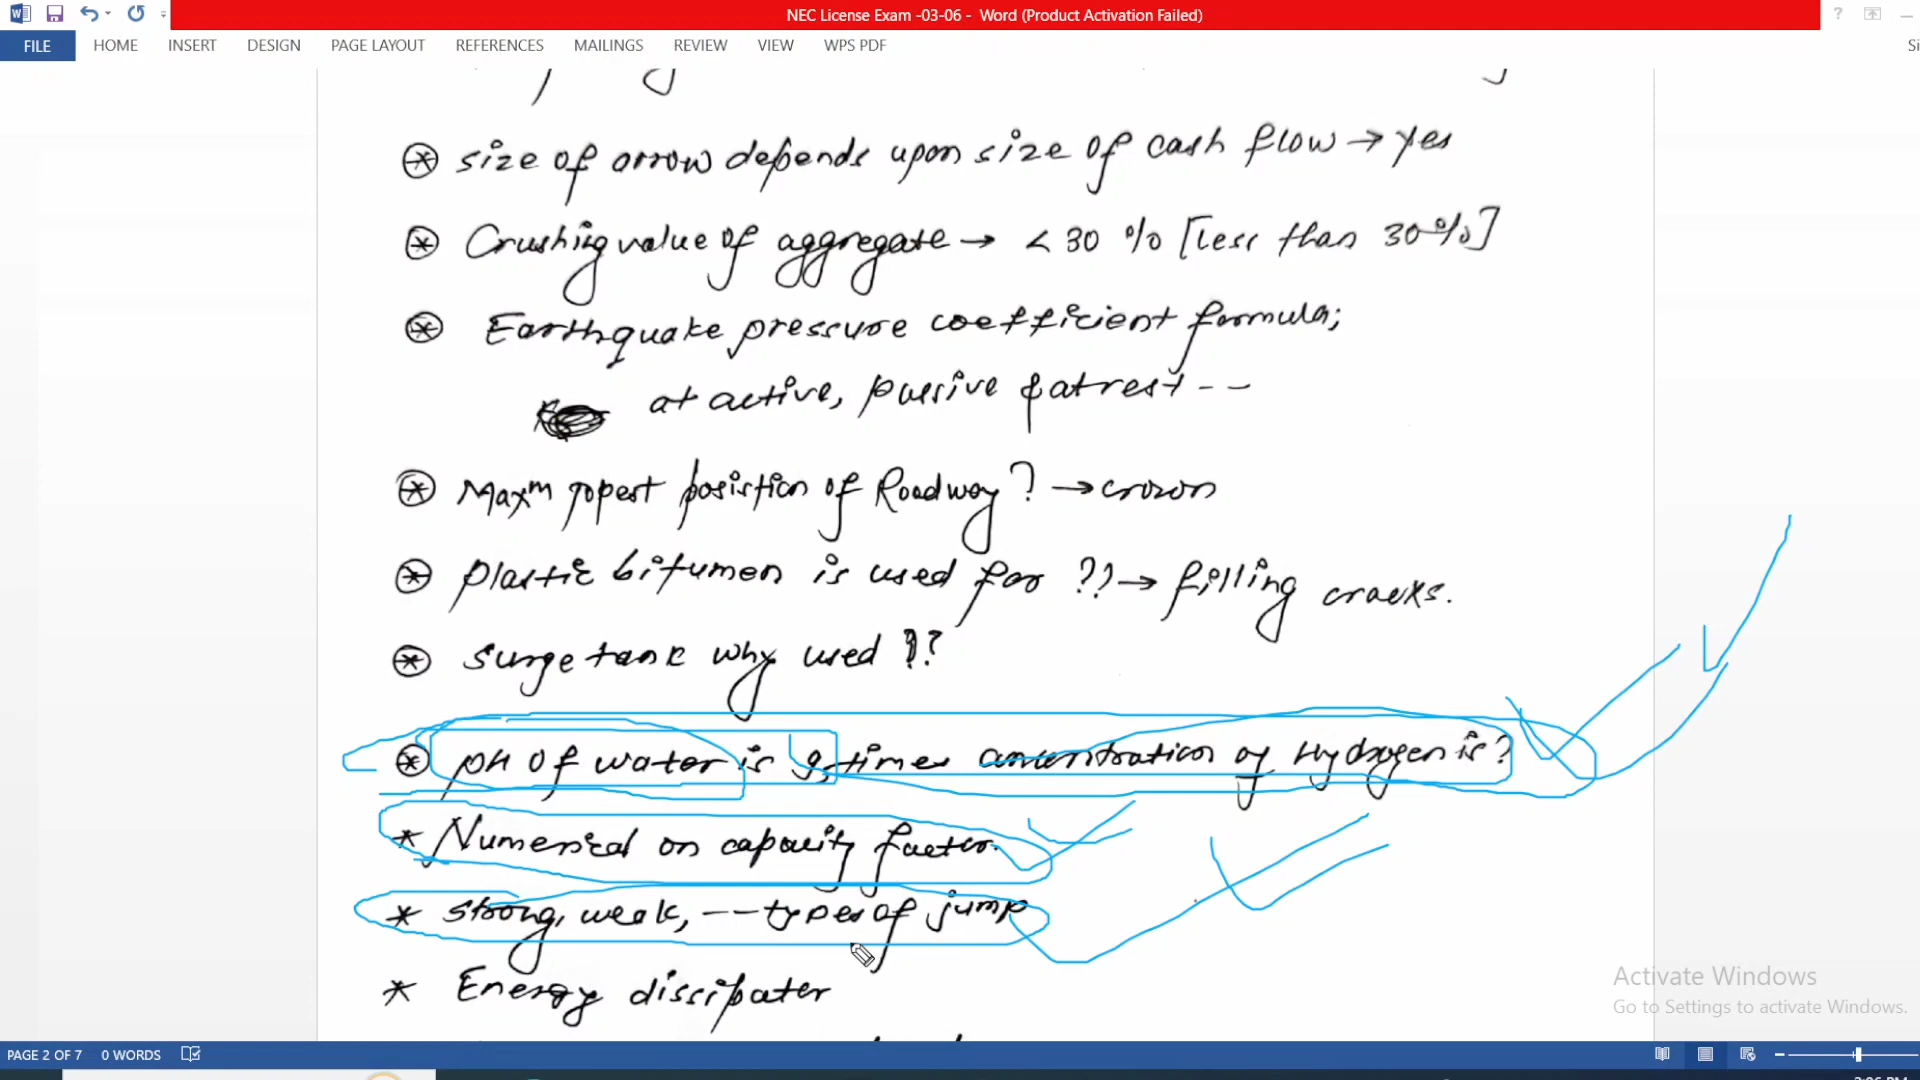 NEC License Exam -03-06 - Word (Product Activation Failed)
FILE HOME INSERT DESIGN PAGE LAYOUT REFERENCES MAILINGS REVIEW VIEW WPS PDF Si
size of arrow depends upon size of cash flow → Yes
Crushing value of aggregate → < 30 % [Less than 30%]
Earthquake pressure coefficient formula;
at active, passive & at rest --
Maxm topest posistion of Roadway ? → crown
plastic bitumen is used for ?? → filling cracks.
Surge tank why used ??
pH of water is 9, times concentration of Hydrogen is ?
* Numerical on capacity factor.
* strong, weak, -- types of jump
* Energy dissipater
Activate Windows
Go to Settings to activate Windows.
PAGE 2 OF 7 0 WORDS